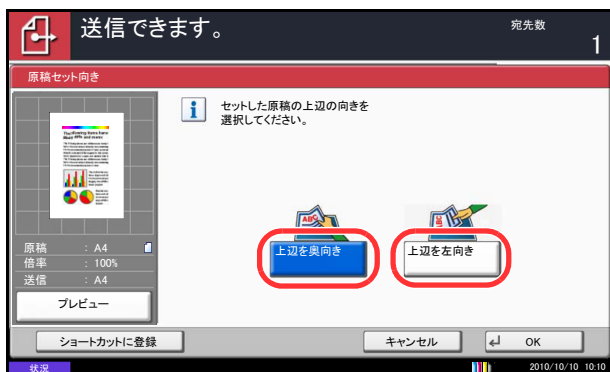 送信できます。
宛先数
1
原稿セット向き
セットした原稿の上辺の向きを
選択してください。
ABC
ABC
上辺を奥向き
上辺を左向き
原稿 : A4
倍率 : 100%
送信 : A4
プレビュー
ショートカットに登録
キャンセル
OK
状況
2010/10/10 10:10